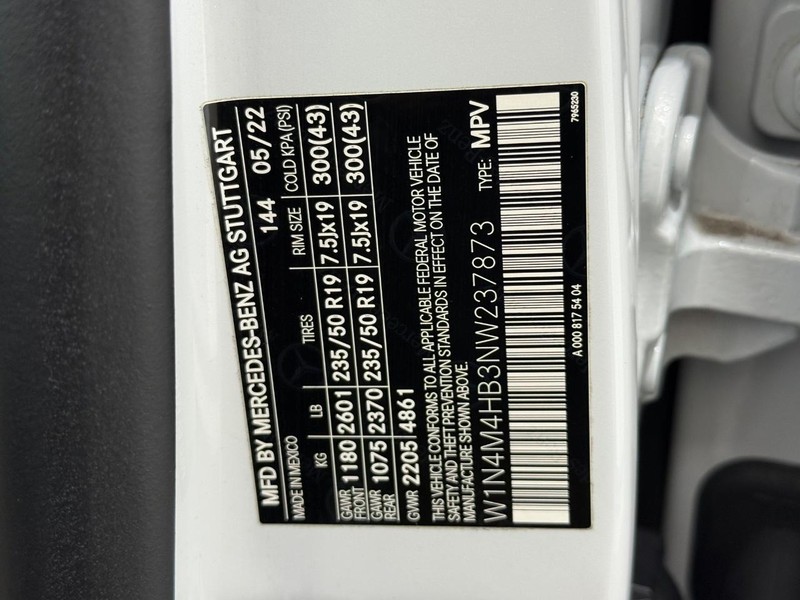 MFD BY MERCEDES-BENZ AG STUTTGART
MADE IN MEXICO 144 05/22
KG LB TIRES RIM SIZE COLD KPA (PSI)
GAWR FRONT 1180 2601 235/50 R19 7.5Jx19 300(43)
GAWR REAR 1075 2370 235/50 R19 7.5Jx19 300(43)
GVWR 2205 4861
THIS VEHICLE CONFORMS TO ALL APPLICABLE FEDERAL MOTOR VEHICLE
SAFETY AND THEFT PREVENTION STANDARDS IN EFFECT ON THE DATE OF
MANUFACTURE SHOWN ABOVE.
W1N4M4HB3NW237873 TYPE: MPV
A 000 817 54 04 7965230